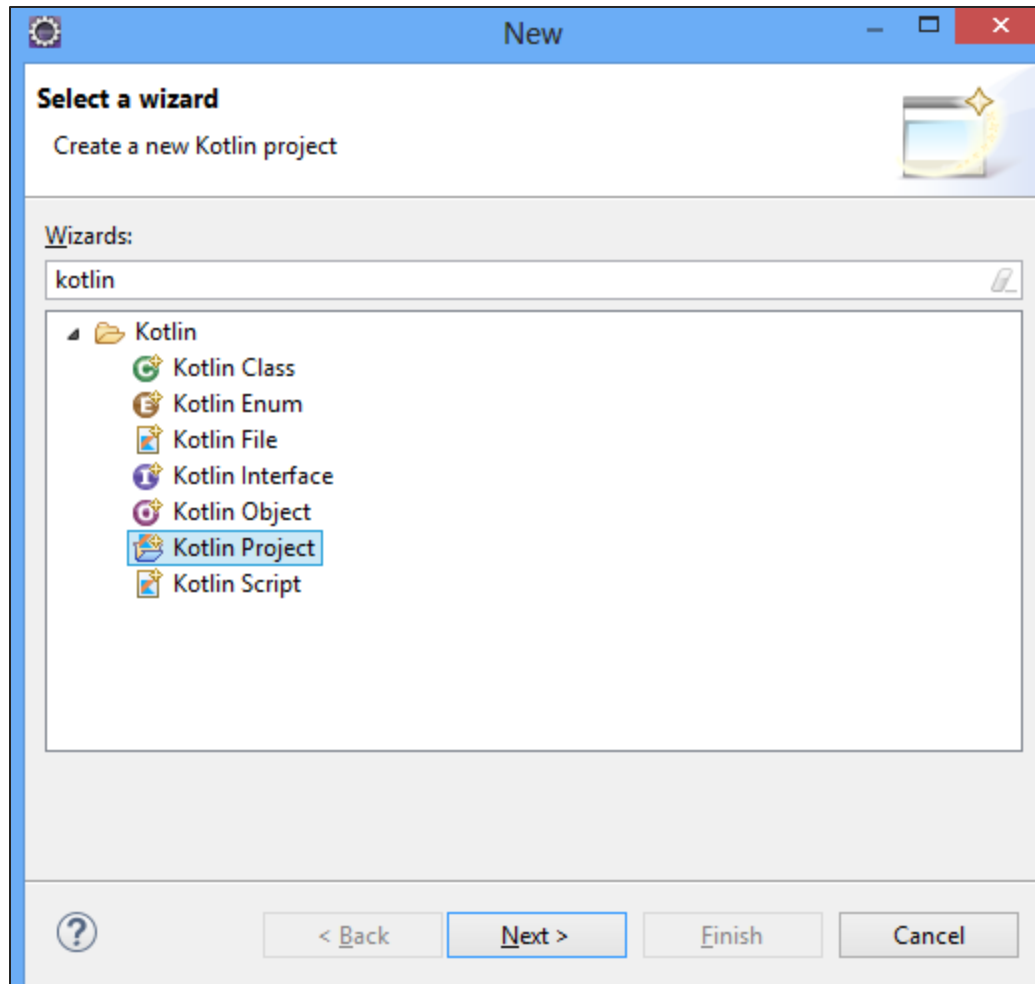 New
Select a wizard
Create a new Kotlin project
Wizards:
kotlin
Kotlin
Kotlin Class
Kotlin Enum
Kotlin File
Kotlin Interface
Kotlin Object
Kotlin Project
Kotlin Script
? < Back Next > Finish Cancel